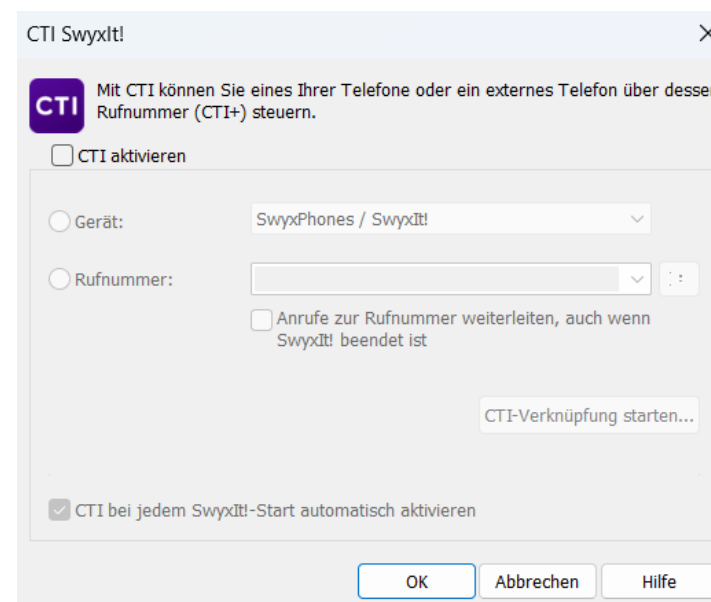 CTI SwyxIt!
CTI
Mit CTI können Sie eines Ihrer Telefone oder ein externes Telefon über desse
Rufnummer (CTI+) steuern.
CTI aktivieren
Gerät:
SwyxPhones / SwyxIt!
Rufnummer:
Anrufe zur Rufnummer weiterleiten, auch wenn
SwyxIt! beendet ist
CTI-Verknüpfung starten...
CTI bei jedem SwyxIt!-Start automatisch aktivieren
OK
Abbrechen
Hilfe